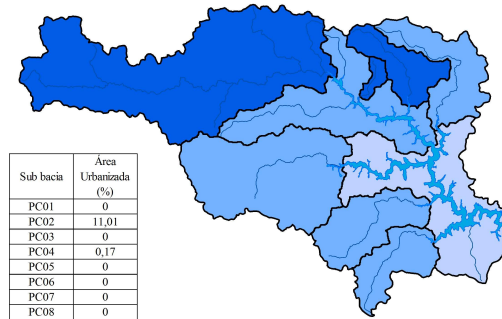 Sub bacia Área Urbanizada (%)
PC01 0
PC02 11,01
PC03 0
PC04 0,17
PC05 0
PC06 0
PC07 0
PC08 0